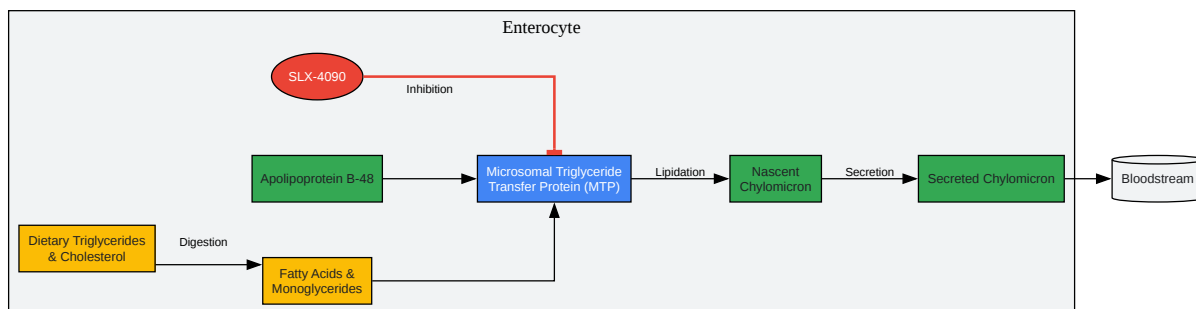 Enterocyte
SLX-4090
Inhibition
Apolipoprotein B-48
Microsomal Triglyceride
Transfer Protein (MTP)
Lipidation
Nascent
Chylomicron
Secretion
Secreted Chylomicron
Bloodstream
Dietary Triglycerides
& Cholesterol
Digestion
Fatty Acids &
Monoglycerides